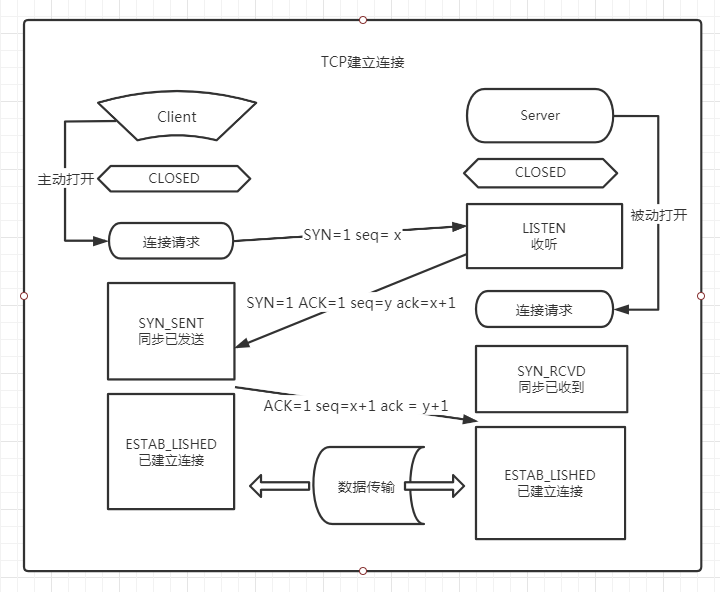 TCP建立连接
Client
Server
主动打开
CLOSED
CLOSED
连接请求
SYN=1 seq= x
LISTEN
收听
被动打开
SYN=1 ACK=1 seq=y ack=x+1
连接请求
SYN_SENT
同步已发送
SYN_RCVD
同步已收到
ACK=1 seq=x+1 ack = y+1
ESTAB_LISHED
已建立连接
数据传输
ESTAB_LISHED
已建立连接